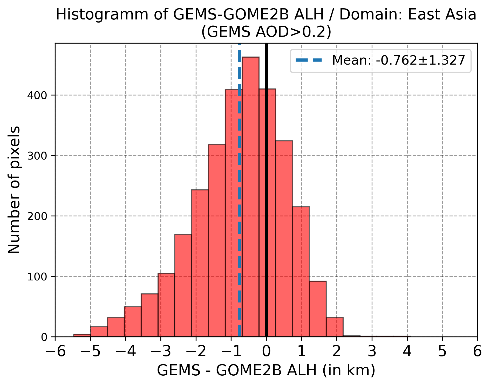 Histogramm of GEMS-GOME2B ALH / Domain: East Asia
(GEMS AOD>0.2)
Mean: -0.762±1.327
Number of pixels
400
300
200
100
0
−6 −5 −4 −3 −2 −1 0 1 2 3 4 5 6
GEMS - GOME2B ALH (in km)